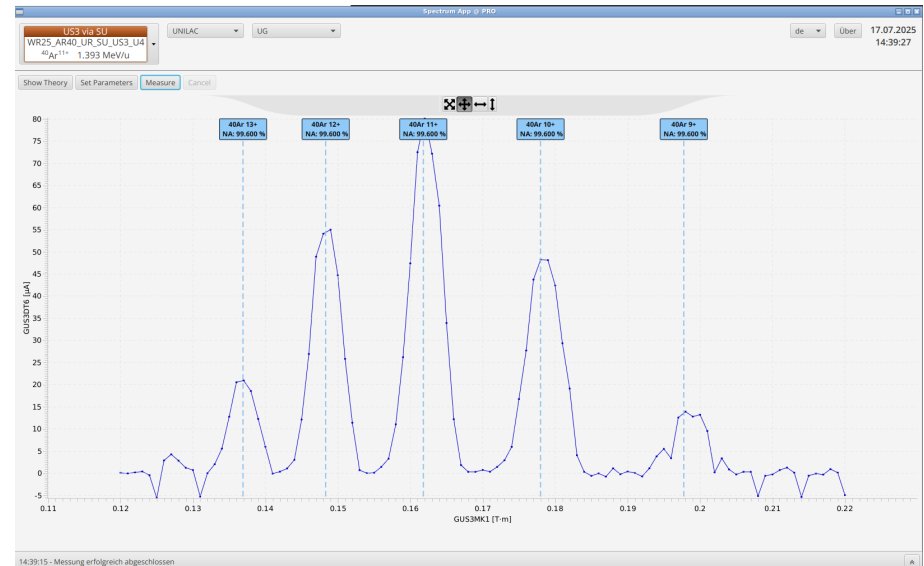 Spectrum App @ PRO
US3 via SU
WR25_AR40_UR_SU_US3_U4
40Ar11+ 1.393 MeV/u
UNILAC
UG
de
Über
17.07.2025
14:39:27
Show Theory
Set Parameters
Measure
Cancel
40Ar 13+
NA: 99.600 %
40Ar 12+
NA: 99.600 %
40Ar 11+
NA: 99.600 %
40Ar 10+
NA: 99.600 %
40Ar 9+
NA: 99.600 %
80
75
70
65
60
55
50
45
40
35
30
25
20
15
10
5
0
-5
GUS3DT6 [µA]
0.11
0.12
0.13
0.14
0.15
0.16
0.17
0.18
0.19
0.2
0.21
0.22
GUS3MK1 [T·m]
14:39:15 - Messung erfolgreich abgeschlossen